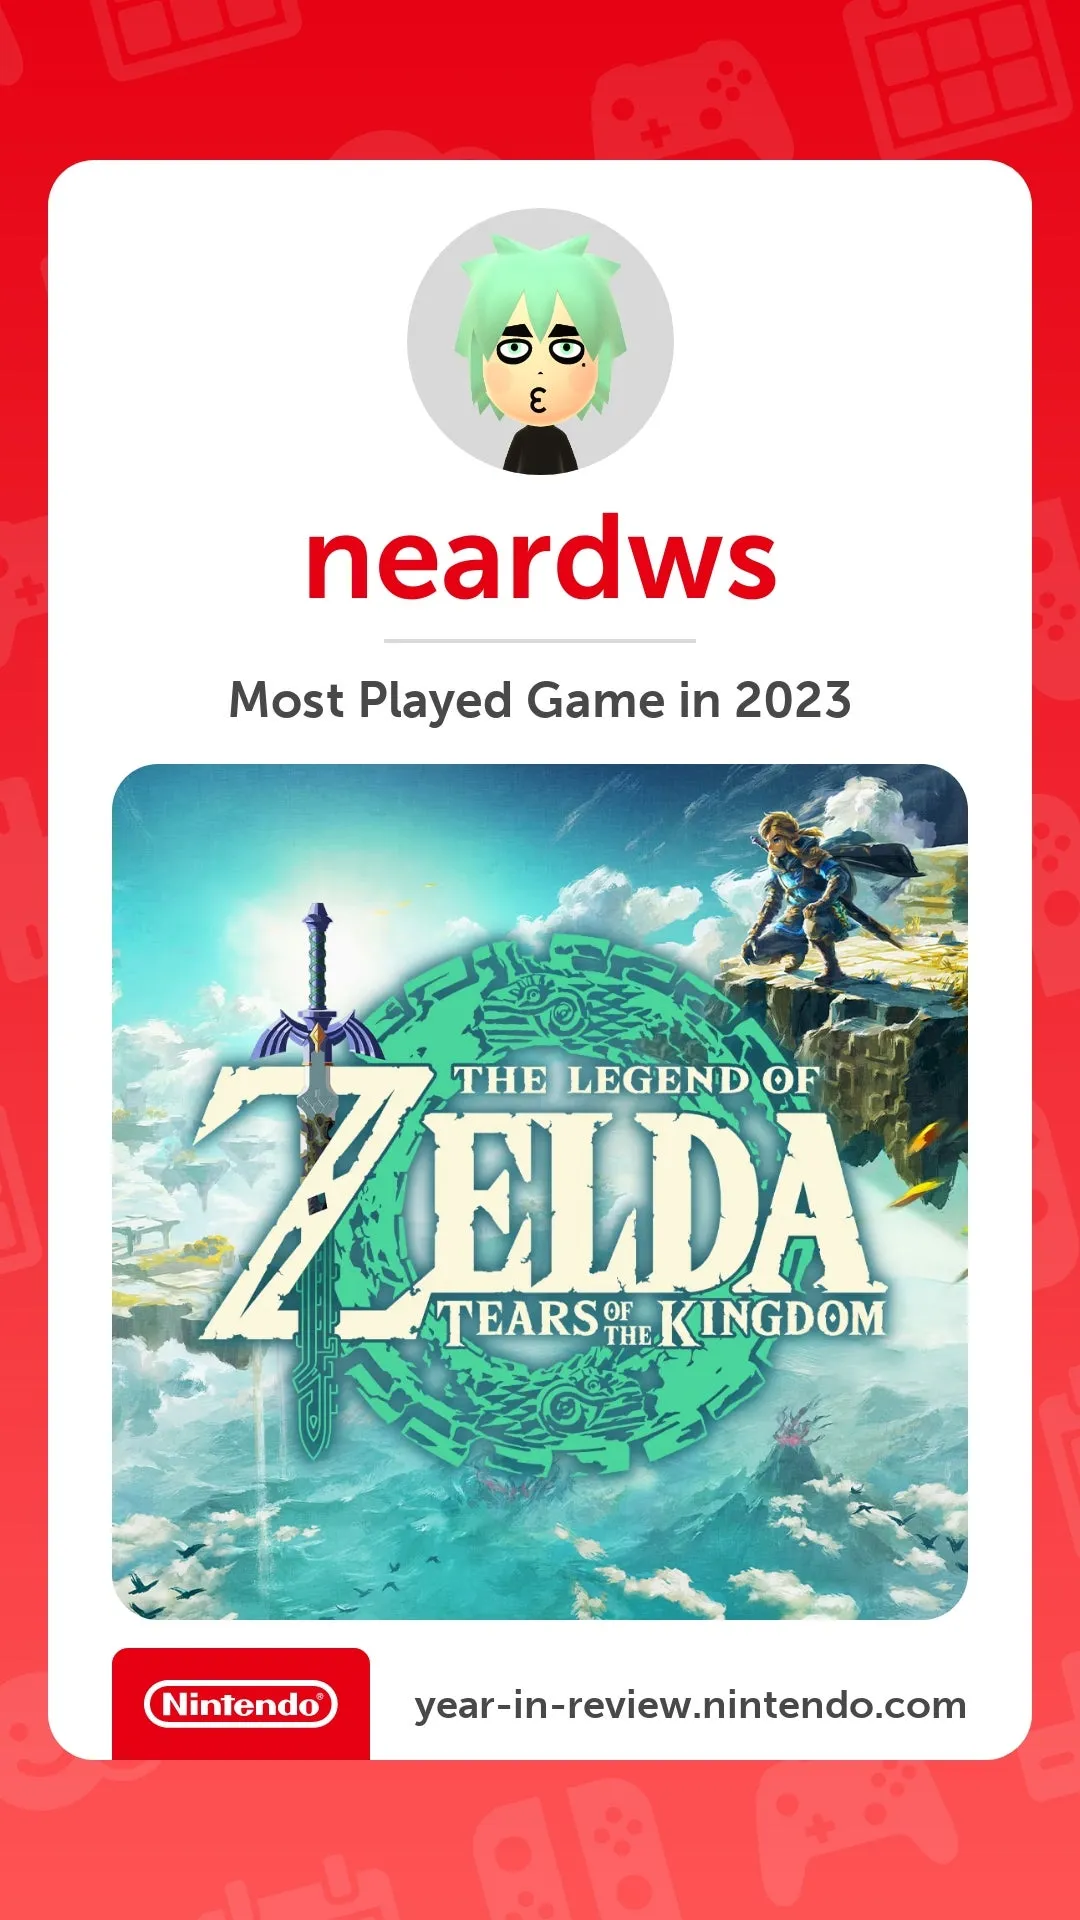 neardws
Most Played Game in 2023
THE LEGEND OF
ZELDA
TEARS OF THE KINGDOM
Nintendo®
year-in-review.nintendo.com